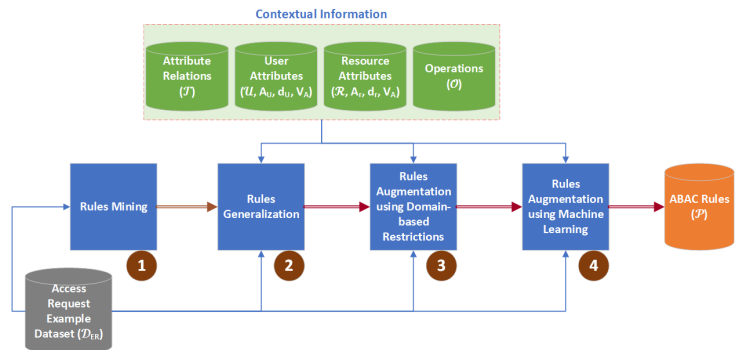 Contextual Information
Attribute
Relations
(𝒯)
User
Attributes
(𝒰, A_U, d_U, V_A)
Resource
Attributes
(ℛ, A_r, d_r, V_A)
Operations
(𝒪)
Rules Mining
1
Rules
Generalization
2
Rules
Augmentation
using Domain-
based
Restrictions
3
Rules
Augmentation
using Machine
Learning
4
ABAC Rules
(𝒫)
Access
Request
Example
Dataset (𝒟_ER)